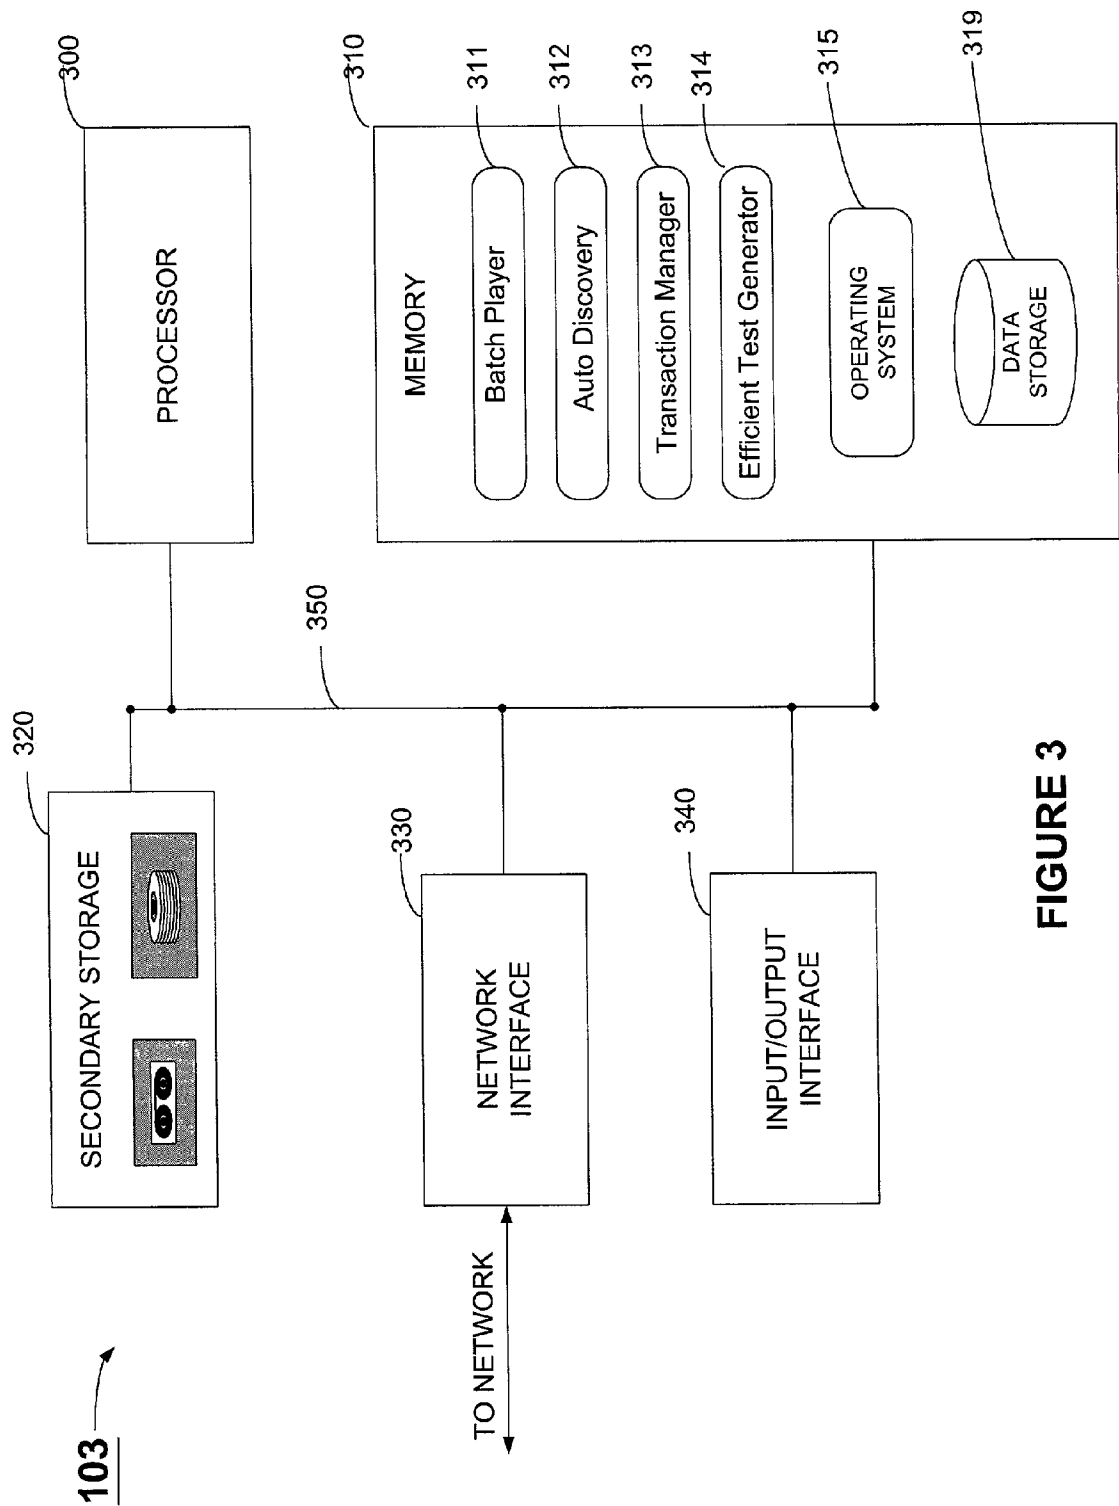 103
SECONDARY STORAGE
320
PROCESSOR
300
350
TO NETWORK
NETWORK
INTERFACE
330
INPUT/OUTPUT
INTERFACE
340
MEMORY
310
Batch Player
311
Auto Discovery
312
Transaction Manager
313
Efficient Test Generator
314
OPERATING
SYSTEM
315
DATA
STORAGE
319
FIGURE 3